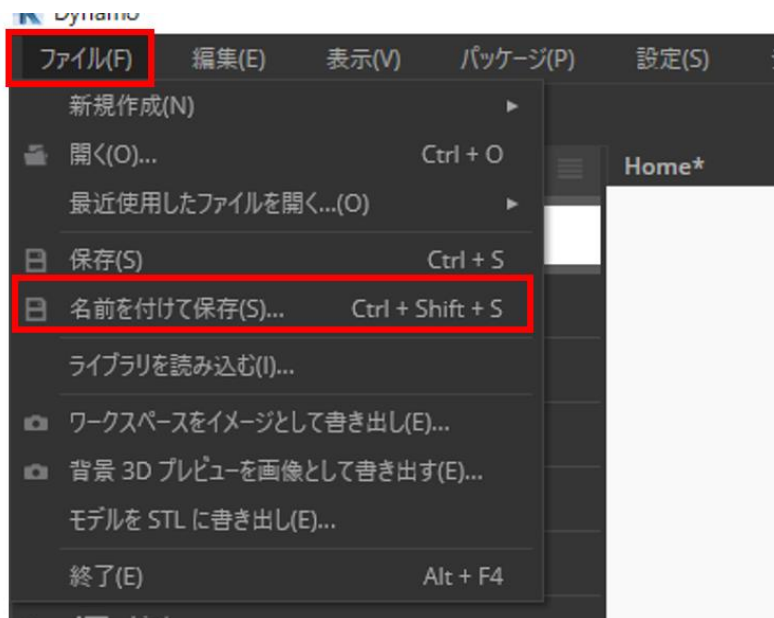 Dynamo
ファイル(F) 編集(E) 表示(V) パッケージ(P) 設定(S)
新規作成(N)
開く(O)... Ctrl + O
Home*
最近使用したファイルを開く...(O)
保存(S) Ctrl + S
名前を付けて保存(S)... Ctrl + Shift + S
ライブラリを読み込む(I)...
ワークスペースをイメージとして書き出し(E)...
背景 3D プレビューを画像として書き出す(E)...
モデルを STL に書き出し(E)...
終了(E) Alt + F4